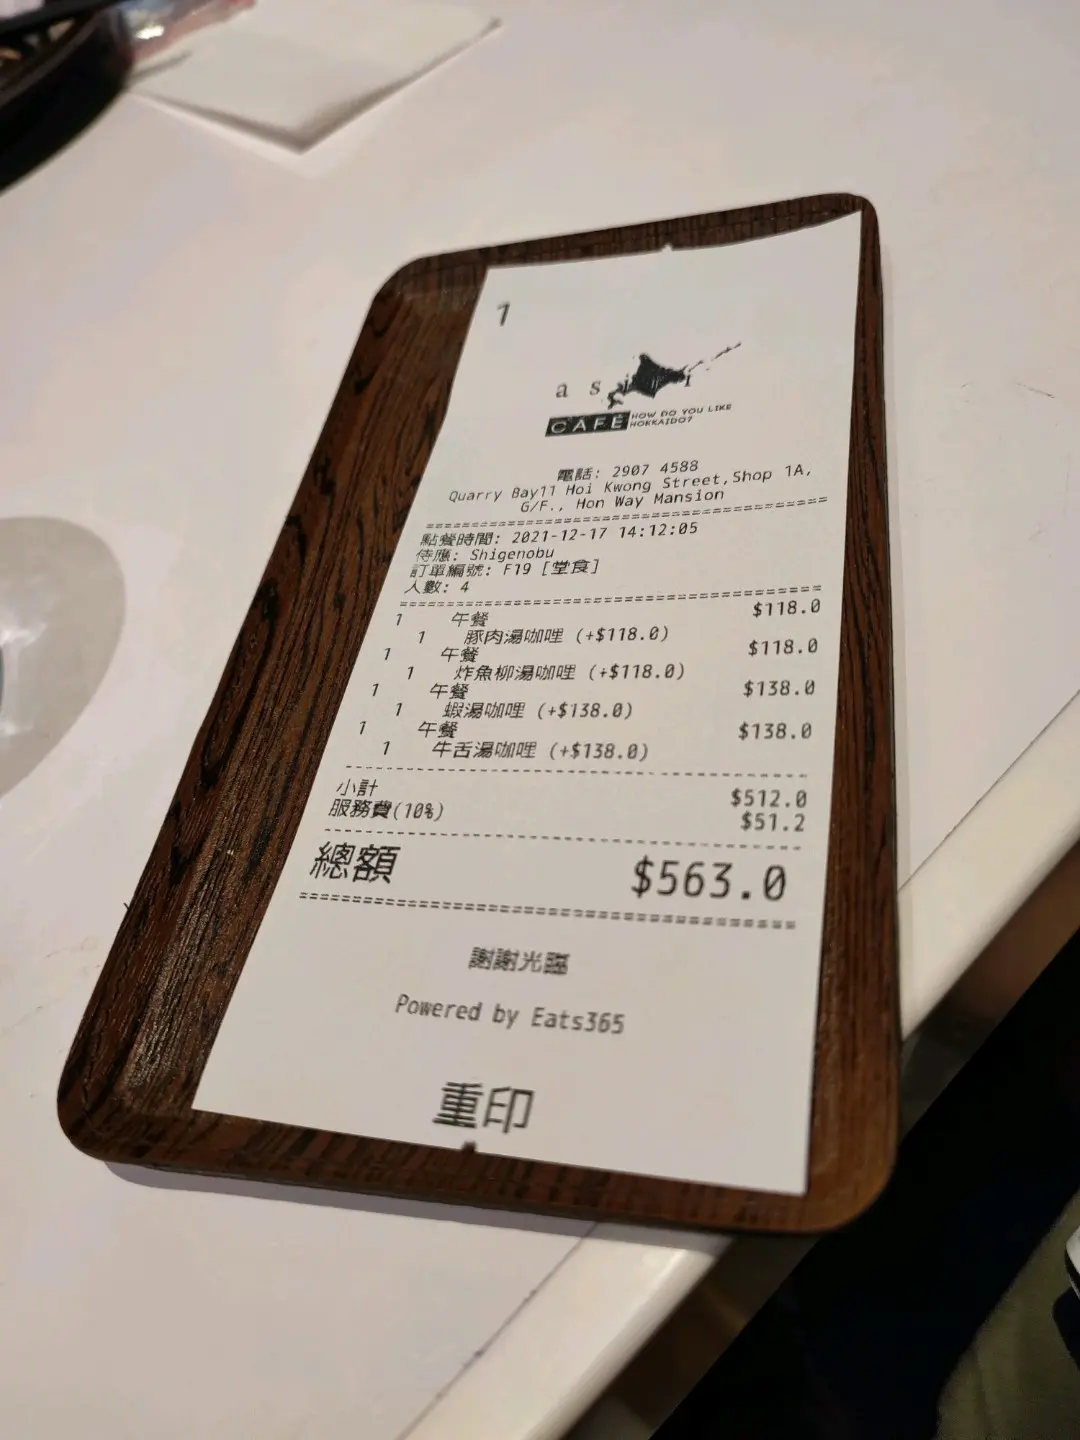 1
CAFE HOW DO YOU LIKE
HOKKAIDO?
電話: 2907 4588
Quarry Bay11 Hoi Kwong Street,Shop 1A,
G/F., Hon Way Mansion
點餐時間: 2021-12-17 14:12:05
侍應: Shigenobu
訂單編號: F19 [堂食]
人數: 4
1 午餐 $118.0
1 豚肉湯咖哩 (+$118.0)
1 午餐 $118.0
1 炸魚柳湯咖哩 (+$118.0)
1 午餐 $138.0
1 蝦湯咖哩 (+$138.0)
1 午餐 $138.0
1 牛舌湯咖哩 (+$138.0)
小計 $512.0
服務費(10%) $51.2
總額 $563.0
謝謝光臨
Powered by Eats365
重印